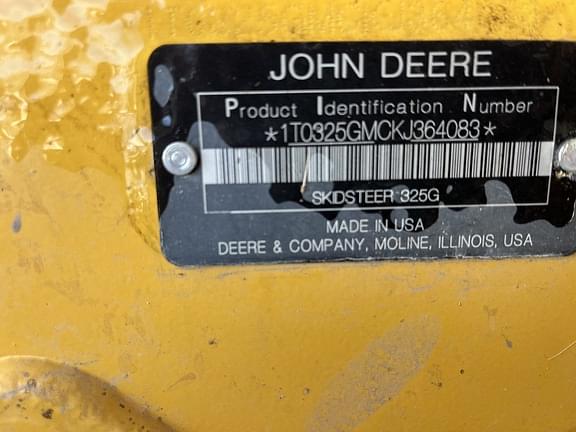 JOHN DEERE
Product Identification Number
*1T0325GMCKJ364083*
SKIDSTEER 325G
MADE IN USA
DEERE & COMPANY, MOLINE, ILLINOIS, USA